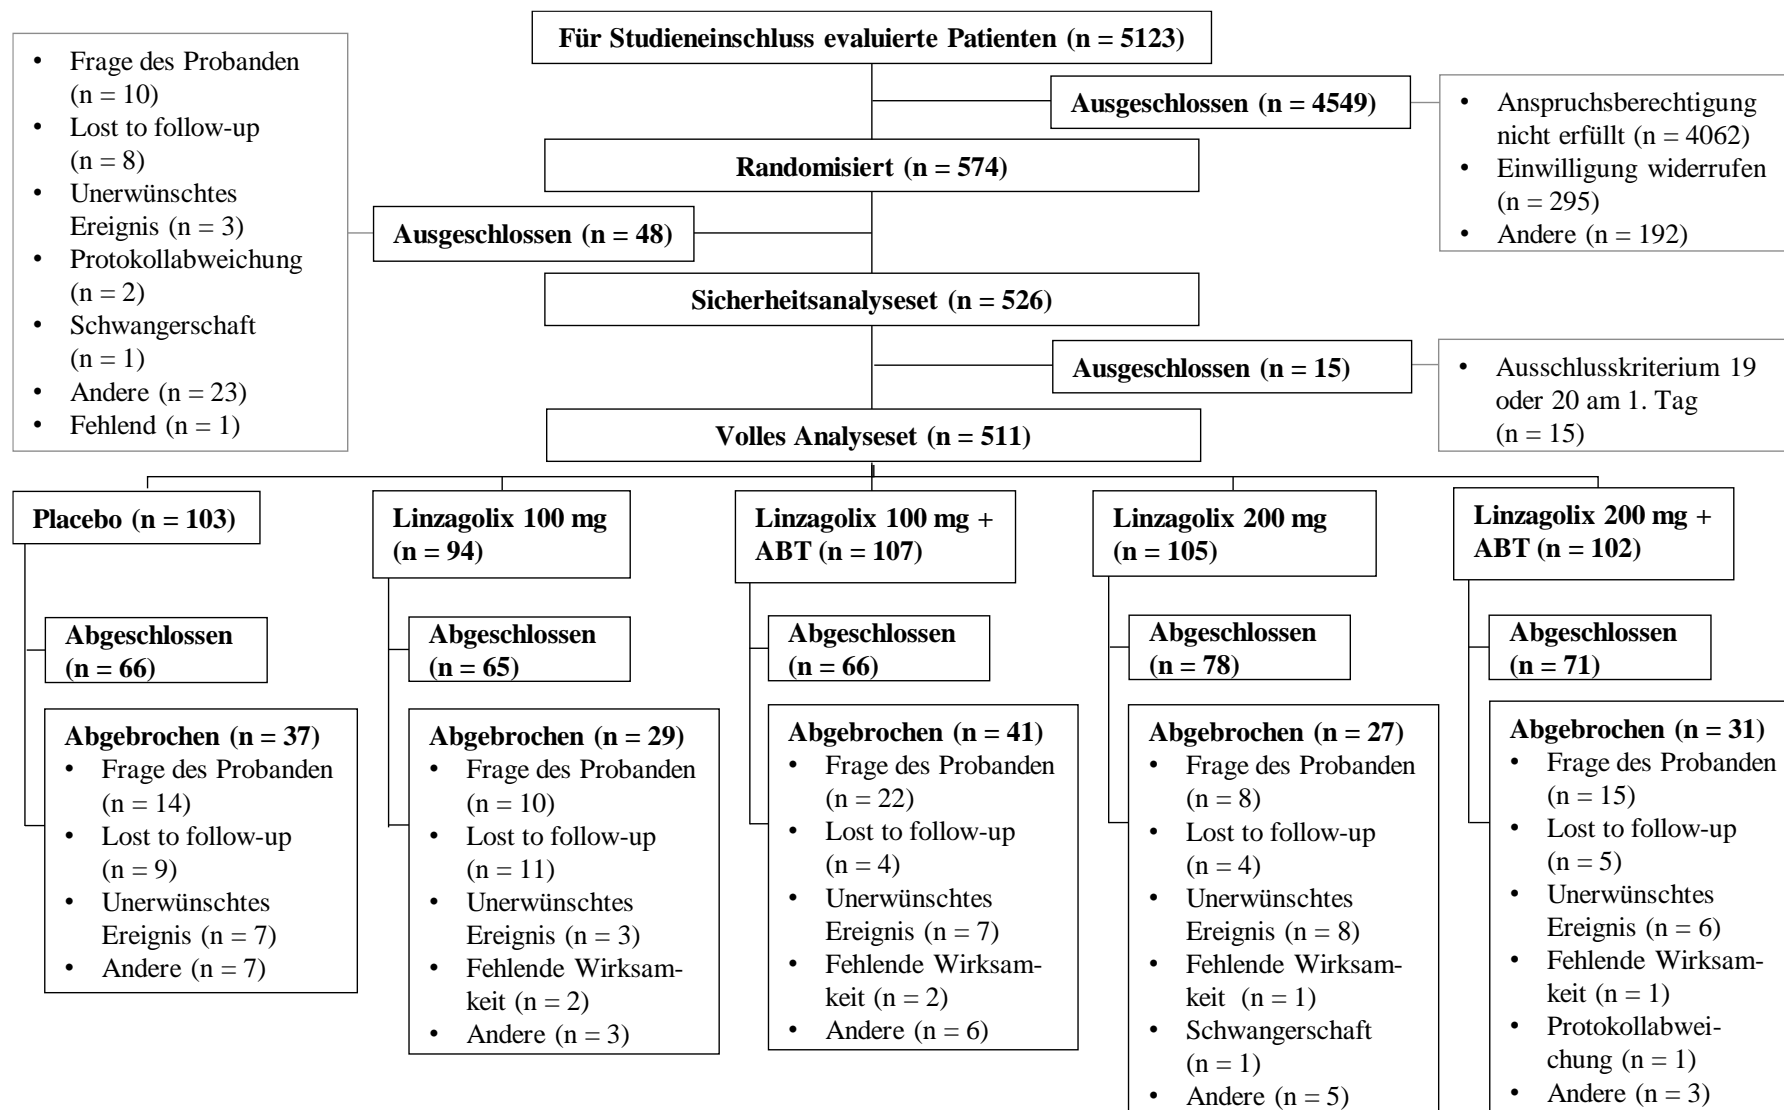 Für Studieneinschluss evaluierte Patienten (n = 5123)
Ausgeschlossen (n = 4549)
• Anspruchsberechtigung
nicht erfüllt (n = 4062)
• Einwilligung widerrufen
(n = 295)
• Andere (n = 192)
Randomisiert (n = 574)
Ausgeschlossen (n = 48)
• Frage des Probanden
(n = 10)
• Lost to follow-up
(n = 8)
• Unerwünschtes
Ereignis (n = 3)
• Protokollabweichung
(n = 2)
• Schwangerschaft
(n = 1)
• Andere (n = 23)
• Fehlend (n = 1)
Sicherheitsanalyseset (n = 526)
Ausgeschlossen (n = 15)
• Ausschlusskriterium 19
oder 20 am 1. Tag
(n = 15)
Volles Analyseset (n = 511)
Placebo (n = 103)
Abgeschlossen
(n = 66)
Abgebrochen (n = 37)
• Frage des Probanden
(n = 14)
• Lost to follow-up
(n = 9)
• Unerwünschtes
Ereignis (n = 7)
• Andere (n = 7)
Linzagolix 100 mg
(n = 94)
Abgeschlossen
(n = 65)
Abgebrochen (n = 29)
• Frage des Probanden
(n = 10)
• Lost to follow-up
(n = 11)
• Unerwünschtes
Ereignis (n = 3)
• Fehlende Wirksam-
keit (n = 2)
• Andere (n = 3)
Linzagolix 100 mg +
ABT (n = 107)
Abgeschlossen
(n = 66)
Abgebrochen (n = 41)
• Frage des Probanden
(n = 22)
• Lost to follow-up
(n = 4)
• Unerwünschtes
Ereignis (n = 7)
• Fehlende Wirksam-
keit (n = 2)
• Andere (n = 6)
Linzagolix 200 mg
(n = 105)
Abgeschlossen
(n = 78)
Abgebrochen (n = 27)
• Frage des Probanden
(n = 8)
• Lost to follow-up
(n = 4)
• Unerwünschtes
Ereignis (n = 8)
• Fehlende Wirksam-
keit (n = 1)
• Schwangerschaft
(n = 1)
• Andere (n = 5)
Linzagolix 200 mg +
ABT (n = 102)
Abgeschlossen
(n = 71)
Abgebrochen (n = 31)
• Frage des Probanden
(n = 15)
• Lost to follow-up
(n = 5)
• Unerwünschtes
Ereignis (n = 6)
• Fehlende Wirksam-
keit (n = 1)
• Protokollabwei-
chung (n = 1)
• Andere (n = 3)